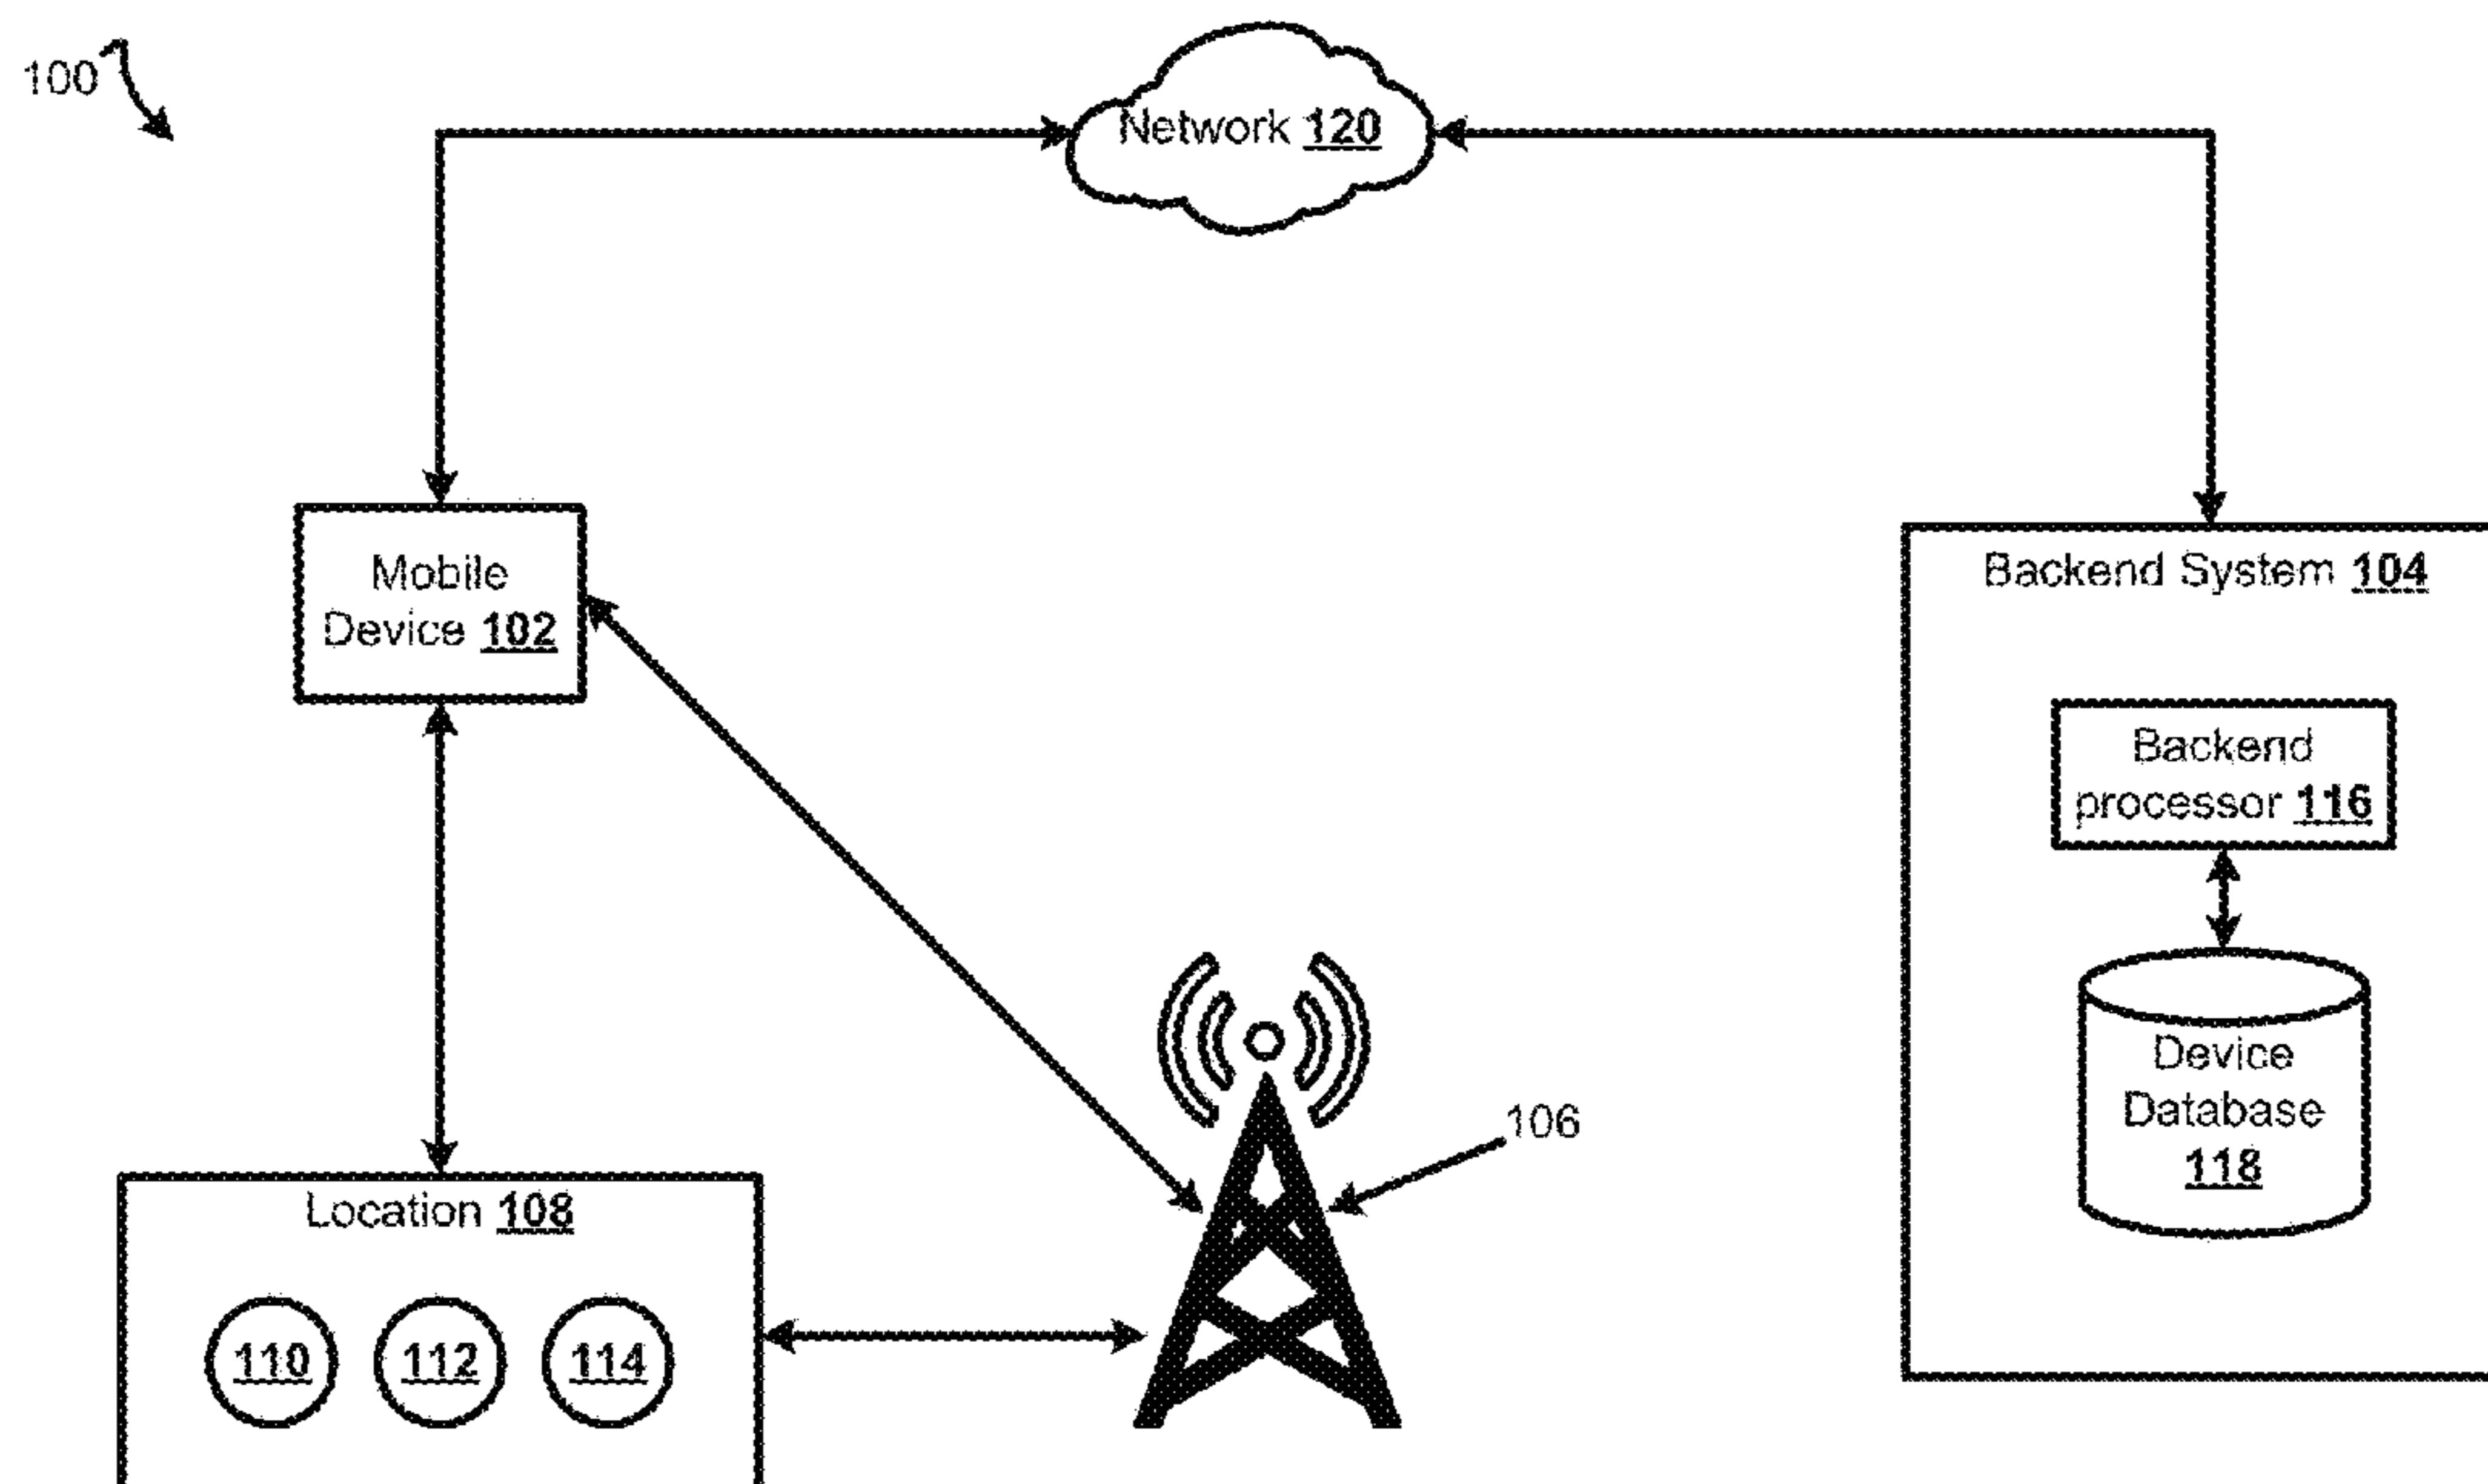 100
Network 120
Mobile
Device 102
Backend System 104
Backend
processor 116
Device
Database
118
106
Location 108
110 112 114